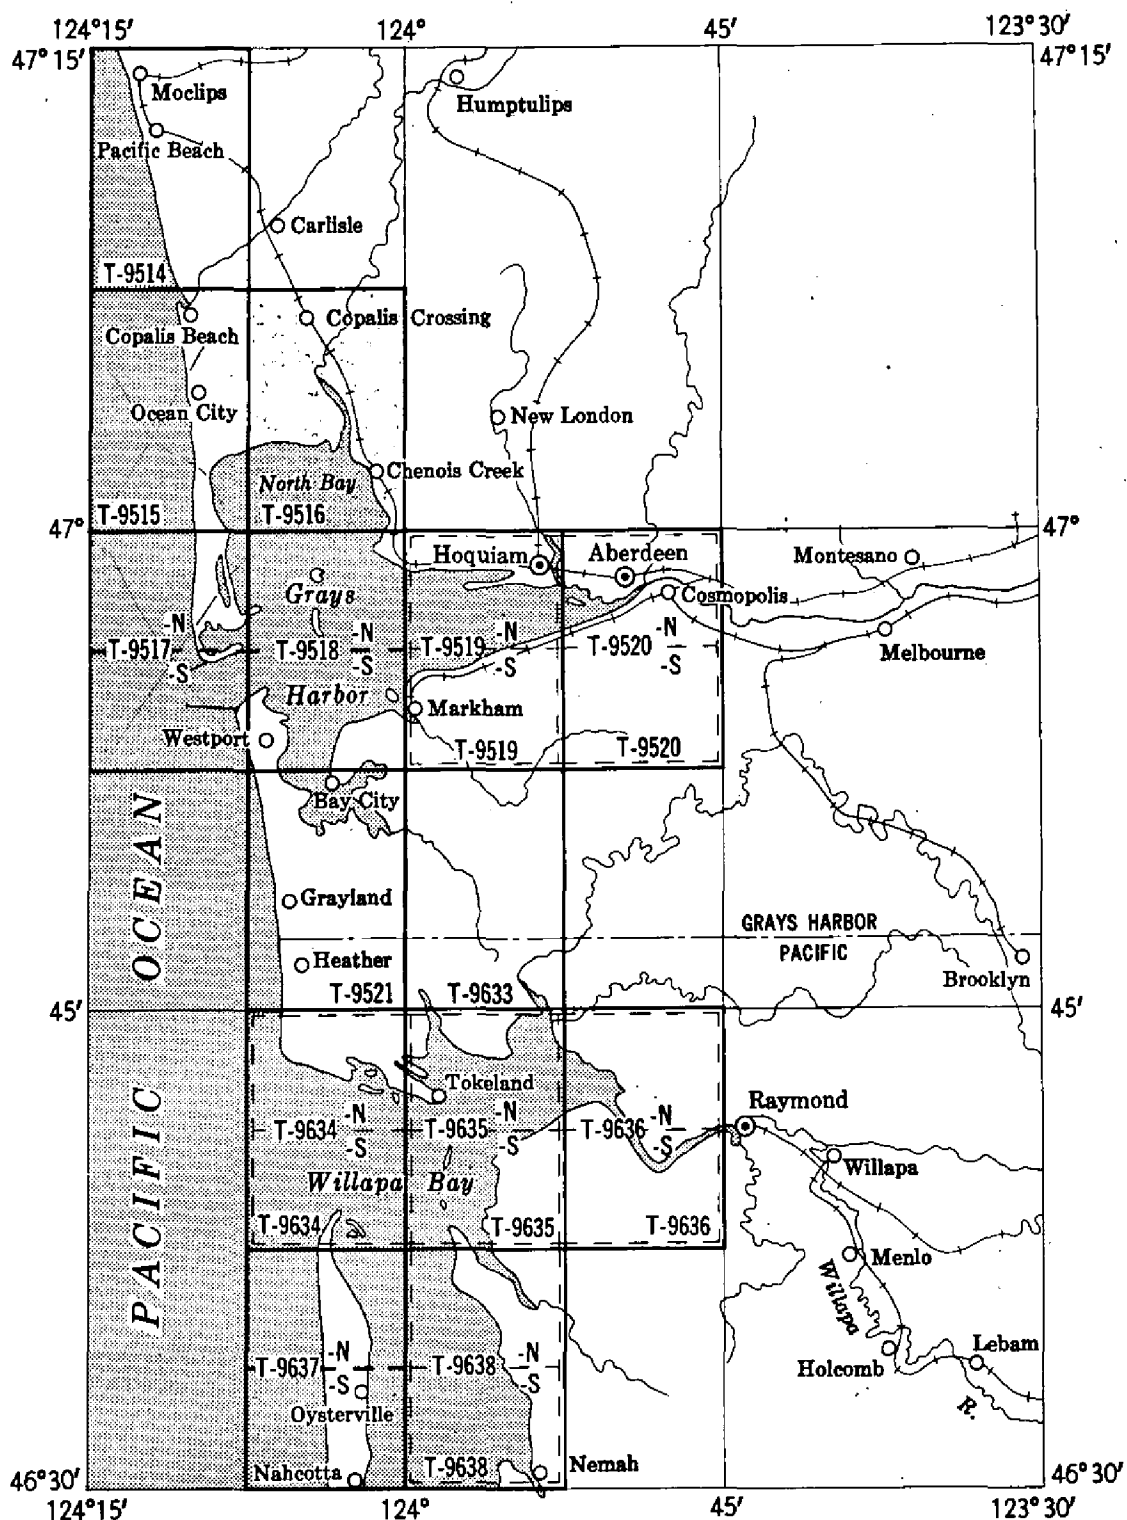 124°15′ 124° 45′ 123°30′
47°15′ 47°15′
Moclips
Humptulips
Pacific Beach
Carlisle
T-9514
Copalis Beach
Copalis Crossing
Ocean City
New London
Chenois Creek
North Bay
T-9515
T-9516
47° 47°
Hoquiam
Aberdeen
Montesano
Grays
Cosmopolis
-N
T-9517
-S
T-9518
-N
-S
T-9519
-N
-S
T-9520
-N
-S
Melbourne
Harbor
Markham
Westport
T-9519
T-9520
Bay City
PACIFIC OCEAN
Grayland
GRAYS HARBOR
PACIFIC
Heather
Brooklyn
T-9521
T-9633
45′ 45′
Tokeland
Raymond
T-9634
-N
-S
T-9635
-N
-S
T-9636
-N
-S
Willapa
Willapa Bay
T-9634
T-9635
T-9636
Menlo
Willapa
R.
Holcomb
Lebam
T-9637
-N
-S
T-9638
-N
-S
Oysterville
Nahcotta
T-9638
Nemah
46°30′ 46°30′
124°15′ 124° 45′ 123°30′